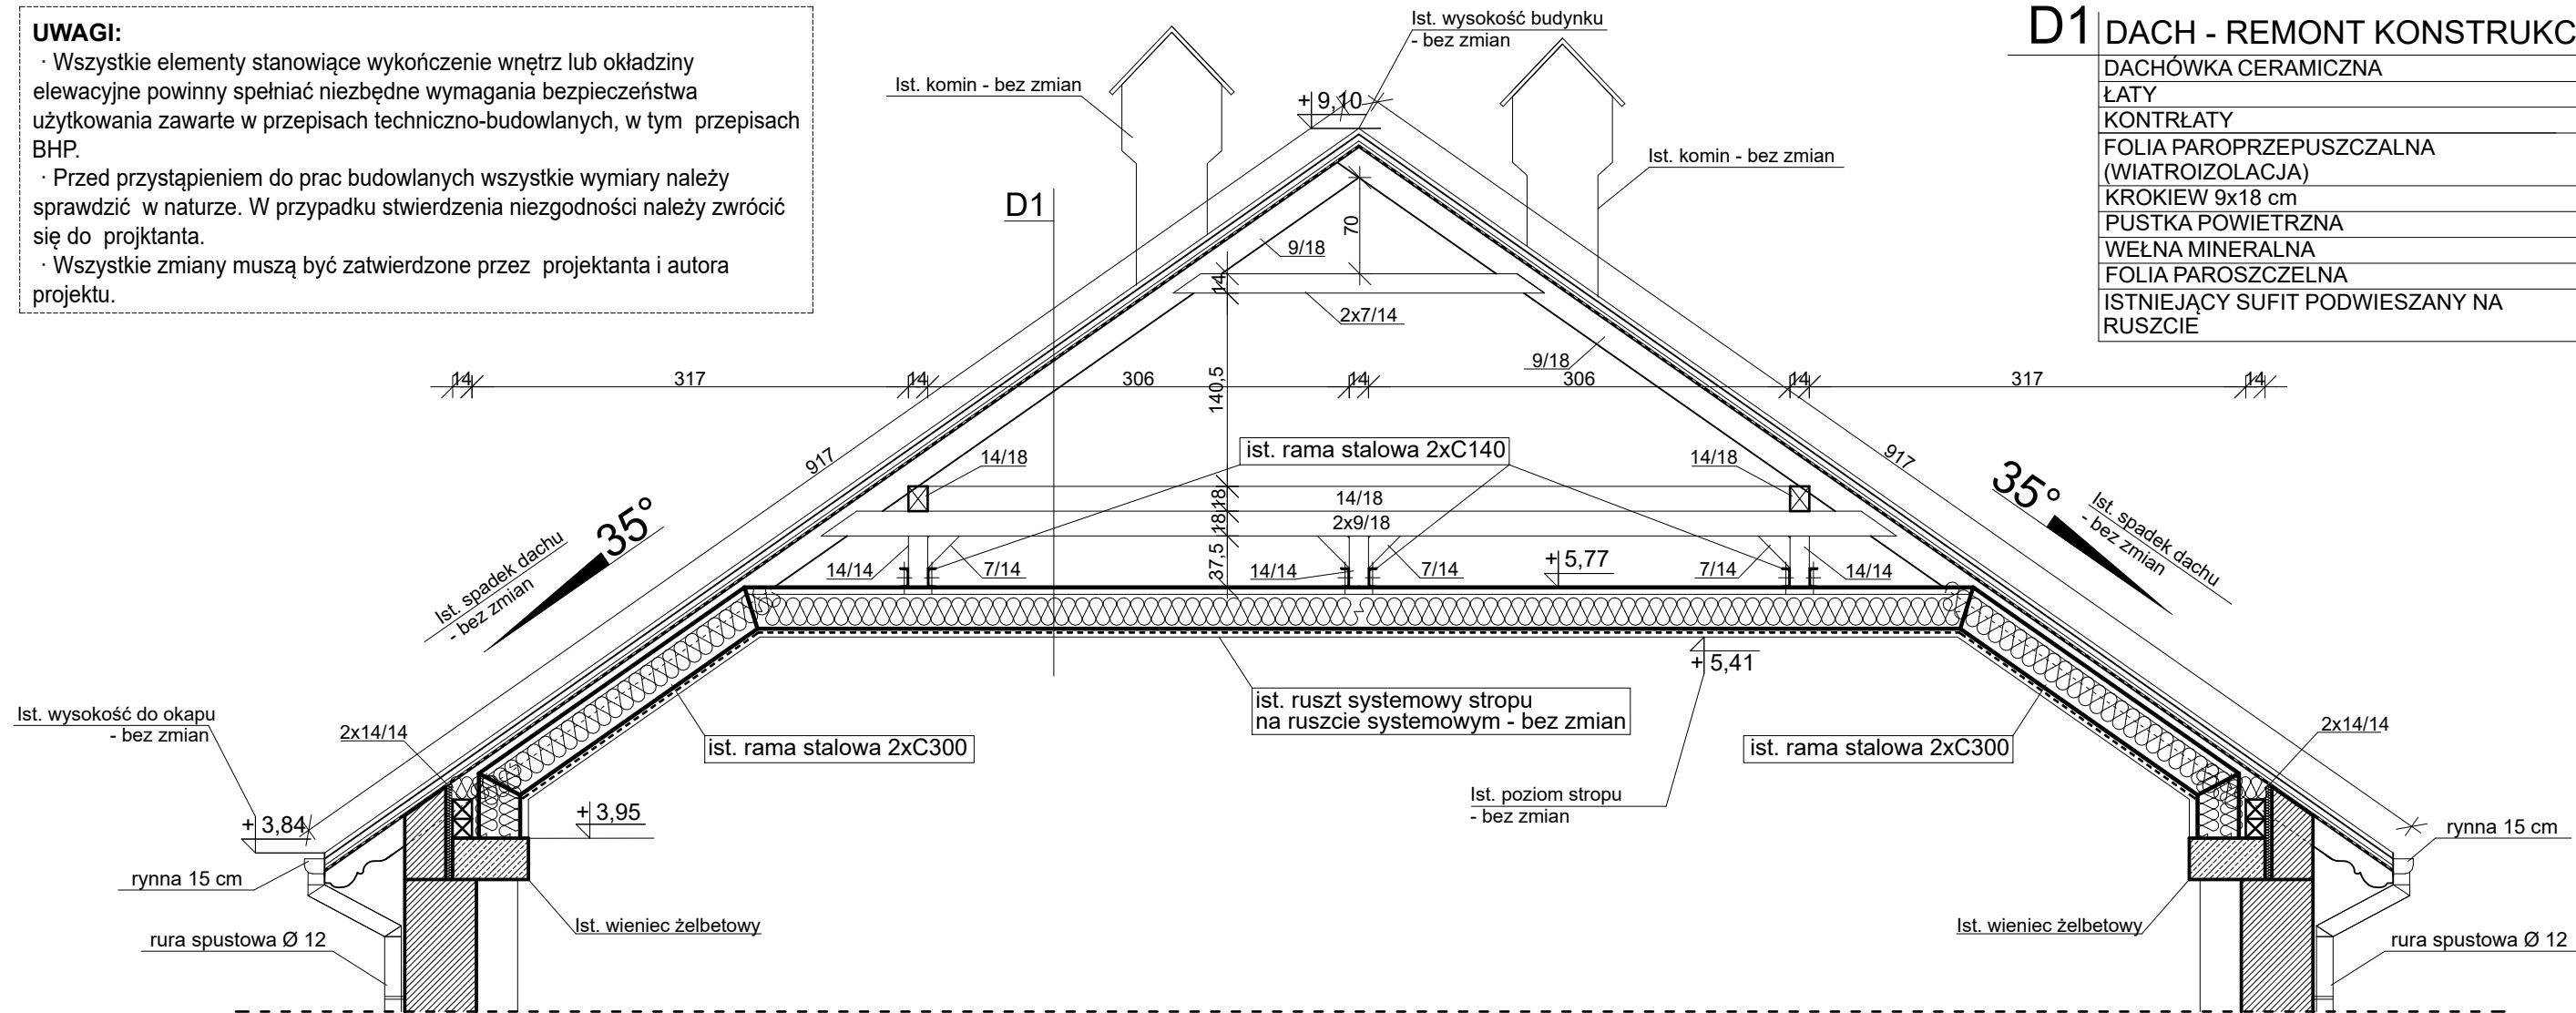 UWAGI:
· Wszystkie elementy stanowiące wykończenie wnętrz lub okładziny
elewacyjne powinny spełniać niezbędne wymagania bezpieczeństwa
użytkowania zawarte w przepisach techniczno-budowlanych, w tym przepisach
BHP.
· Przed przystąpieniem do prac budowlanych wszystkie wymiary należy
sprawdzić w naturze. W przypadku stwierdzenia niezgodności należy zwrócić
się do projktanta.
· Wszystkie zmiany muszą być zatwierdzone przez projektanta i autora
projektu.
Ist. wysokość budynku
- bez zmian
Ist. komin - bez zmian
+ 9,10
Ist. komin - bez zmian
D1 DACH - REMONT KONSTRUKC
DACHÓWKA CERAMICZNA
ŁATY
KONTRŁATY
FOLIA PAROPRZEPUSZCZALNA
(WIATROIZOLACJA)
KROKIEW 9x18 cm
PUSTKA POWIETRZNA
WEŁNA MINERALNA
FOLIA PAROSZCZELNA
ISTNIEJĄCY SUFIT PODWIESZANY NA
RUSZCIE
D1
70
9/18
14
2x7/14
9/18
14
317
14
306
14
306
14
317
14
140,5
917
917
ist. rama stalowa 2xC140
14/18
14/18
18
14/18
18
2x9/18
37,5
35°
Ist. spadek dachu
- bez zmian
35°
Ist. spadek dachu
- bez zmian
14/14
7/14
14/14
7/14
+ 5,77
7/14
14/14
+ 5,41
ist. ruszt systemowy stropu
na ruszcie systemowym - bez zmian
Ist. wysokość do okapu
- bez zmian
2x14/14
ist. rama stalowa 2xC300
ist. rama stalowa 2xC300
2x14/14
Ist. poziom stropu
- bez zmian
+ 3,84
+ 3,95
rynna 15 cm
rynna 15 cm
Ist. wieniec żelbetowy
Ist. wieniec żelbetowy
rura spustowa Ø 12
rura spustowa Ø 12